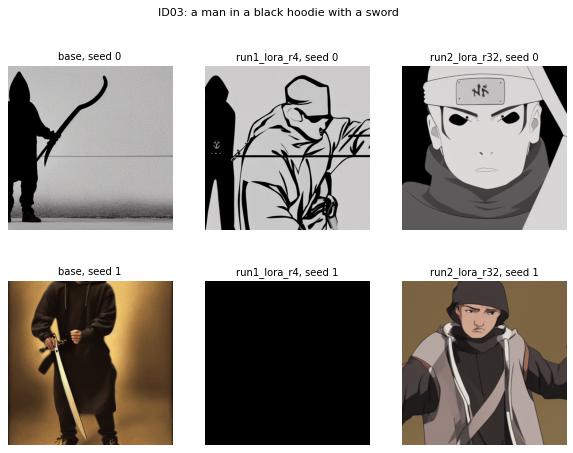 ID03: a man in a black hoodie with a sword
base, seed 0
run1_lora_r4, seed 0
run2_lora_r32, seed 0
base, seed 1
run1_lora_r4, seed 1
run2_lora_r32, seed 1